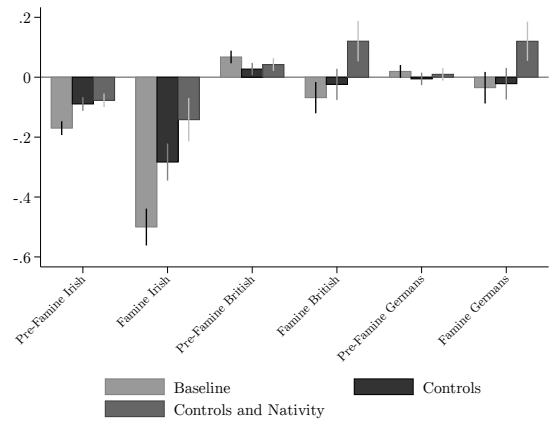 .2
0
-.2
-.4
-.6
Pre-Famine Irish
Famine Irish
Pre-Famine British
Famine British
Pre-Famine Germans
Famine Germans
Baseline
Controls
Controls and Nativity